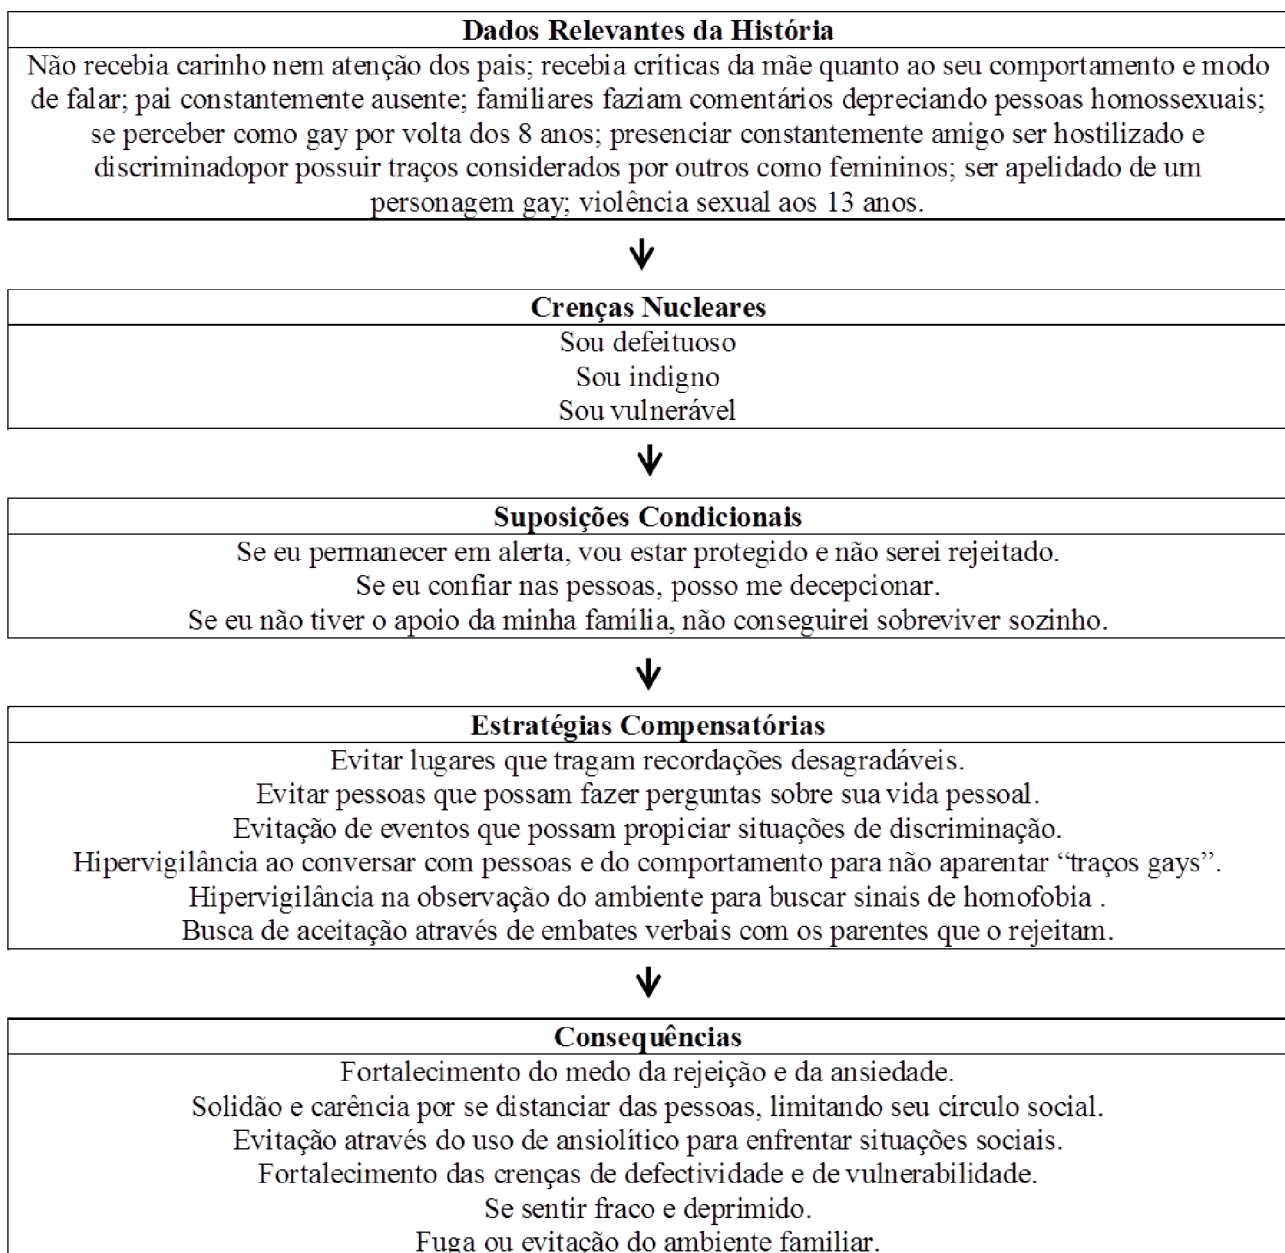 Dados Relevantes da História
Não recebia carinho nem atenção dos pais; recebia críticas da mãe quanto ao seu comportamento e modo
de falar; pai constantemente ausente; familiares faziam comentários depreciando pessoas homossexuais;
se perceber como gay por volta dos 8 anos; presenciar constantemente amigo ser hostilizado e
discriminadopor possuir traços considerados por outros como femininos; ser apelidado de um
personagem gay; violência sexual aos 13 anos.
Crenças Nucleares
Sou defeituoso
Sou indigno
Sou vulnerável
Suposições Condicionais
Se eu permanecer em alerta, vou estar protegido e não serei rejeitado.
Se eu confiar nas pessoas, posso me decepcionar.
Se eu não tiver o apoio da minha família, não conseguirei sobreviver sozinho.
Estratégias Compensatórias
Evitar lugares que tragam recordações desagradáveis.
Evitar pessoas que possam fazer perguntas sobre sua vida pessoal.
Evitação de eventos que possam propiciar situações de discriminação.
Hipervigilância ao conversar com pessoas e do comportamento para não aparentar “traços gays”.
Hipervigilância na observação do ambiente para buscar sinais de homofobia .
Busca de aceitação através de embates verbais com os parentes que o rejeitam.
Consequências
Fortalecimento do medo da rejeição e da ansiedade.
Solidão e carência por se distanciar das pessoas, limitando seu círculo social.
Evitação através do uso de ansiolítico para enfrentar situações sociais.
Fortalecimento das crenças de defectividade e de vulnerabilidade.
Se sentir fraco e deprimido.
Fuga ou evitação do ambiente familiar.